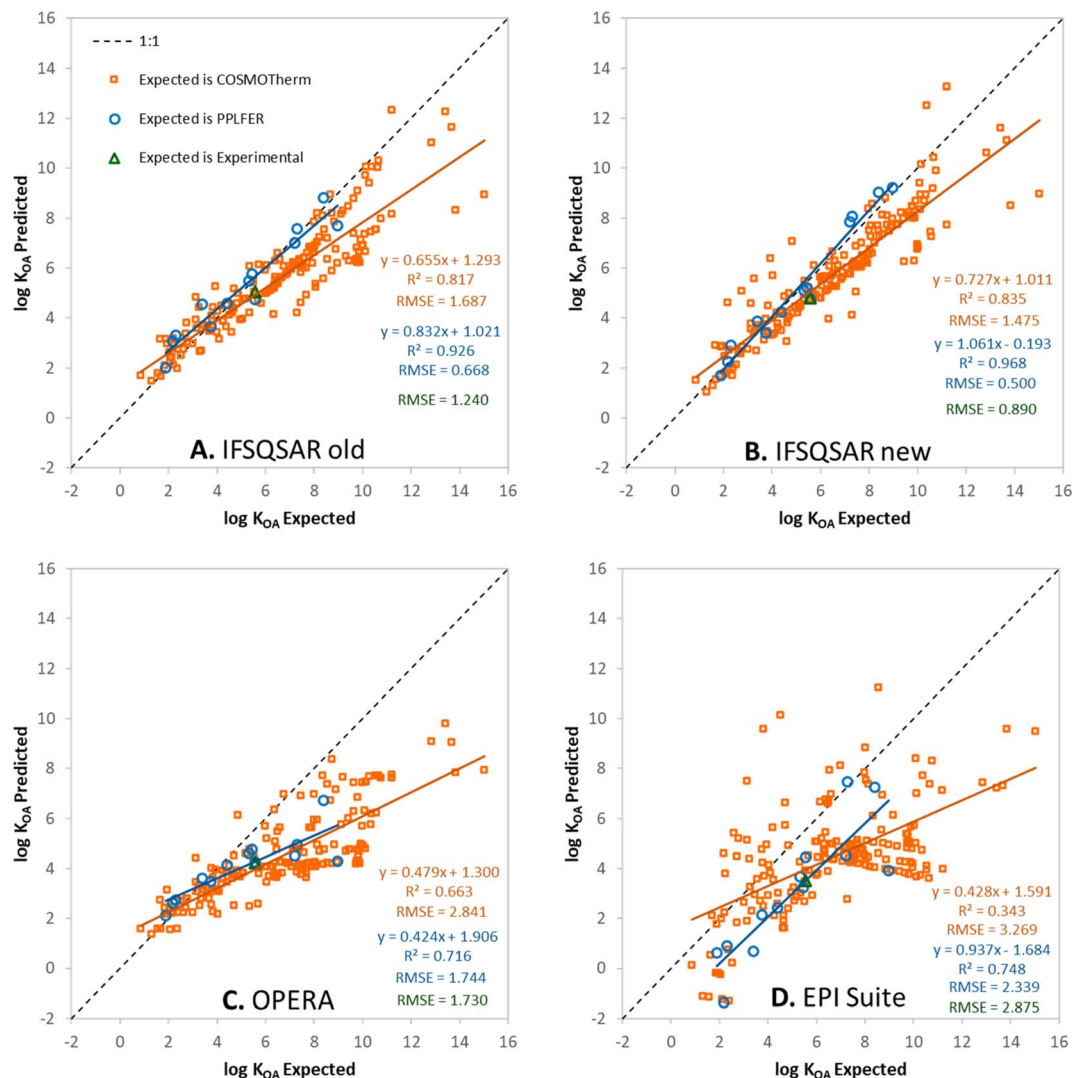 16
14
12
10
8
6
4
2
0
-2
log KOA Predicted
1:1
Expected is COSMOTherm
Expected is PPLFER
Expected is Experimental
y = 0.655x + 1.293
R² = 0.817
RMSE = 1.687
y = 0.832x + 1.021
R² = 0.926
RMSE = 0.668
RMSE = 1.240
A. IFSQSAR old
-2 0 2 4 6 8 10 12 14 16
log KOA Expected
16
14
12
10
8
6
4
2
0
-2
log KOA Predicted
y = 0.727x + 1.011
R² = 0.835
RMSE = 1.475
y = 1.061x - 0.193
R² = 0.968
RMSE = 0.500
RMSE = 0.890
B. IFSQSAR new
-2 0 2 4 6 8 10 12 14 16
log KOA Expected
16
14
12
10
8
6
4
2
0
-2
log KOA Predicted
y = 0.479x + 1.300
R² = 0.663
RMSE = 2.841
y = 0.424x + 1.906
R² = 0.716
RMSE = 1.744
RMSE = 1.730
C. OPERA
-2 0 2 4 6 8 10 12 14 16
log KOA Expected
16
14
12
10
8
6
4
2
0
-2
log KOA Predicted
y = 0.428x + 1.591
R² = 0.343
RMSE = 3.269
y = 0.937x - 1.684
R² = 0.748
RMSE = 2.339
RMSE = 2.875
D. EPI Suite
-2 0 2 4 6 8 10 12 14 16
log KOA Expected